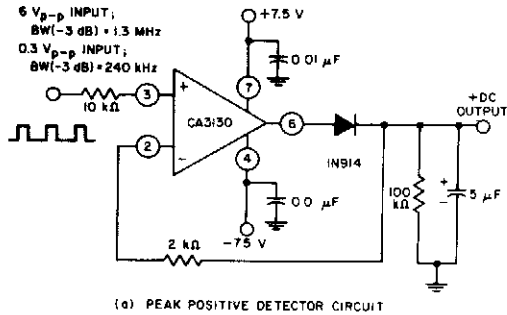 6 Vp-p INPUT;
BW(-3 dB) = 1.3 MHz
0.3 Vp-p INPUT;
BW(-3 dB) = 240 kHz
+7.5 V
0.01 µF
7
3
+
10 kΩ
CA3130
6
+DC
OUTPUT
2
-
4
1N914
100
kΩ
+
-
5 µF
0.0 µF
-7.5 V
2 kΩ
(a) PEAK POSITIVE DETECTOR CIRCUIT